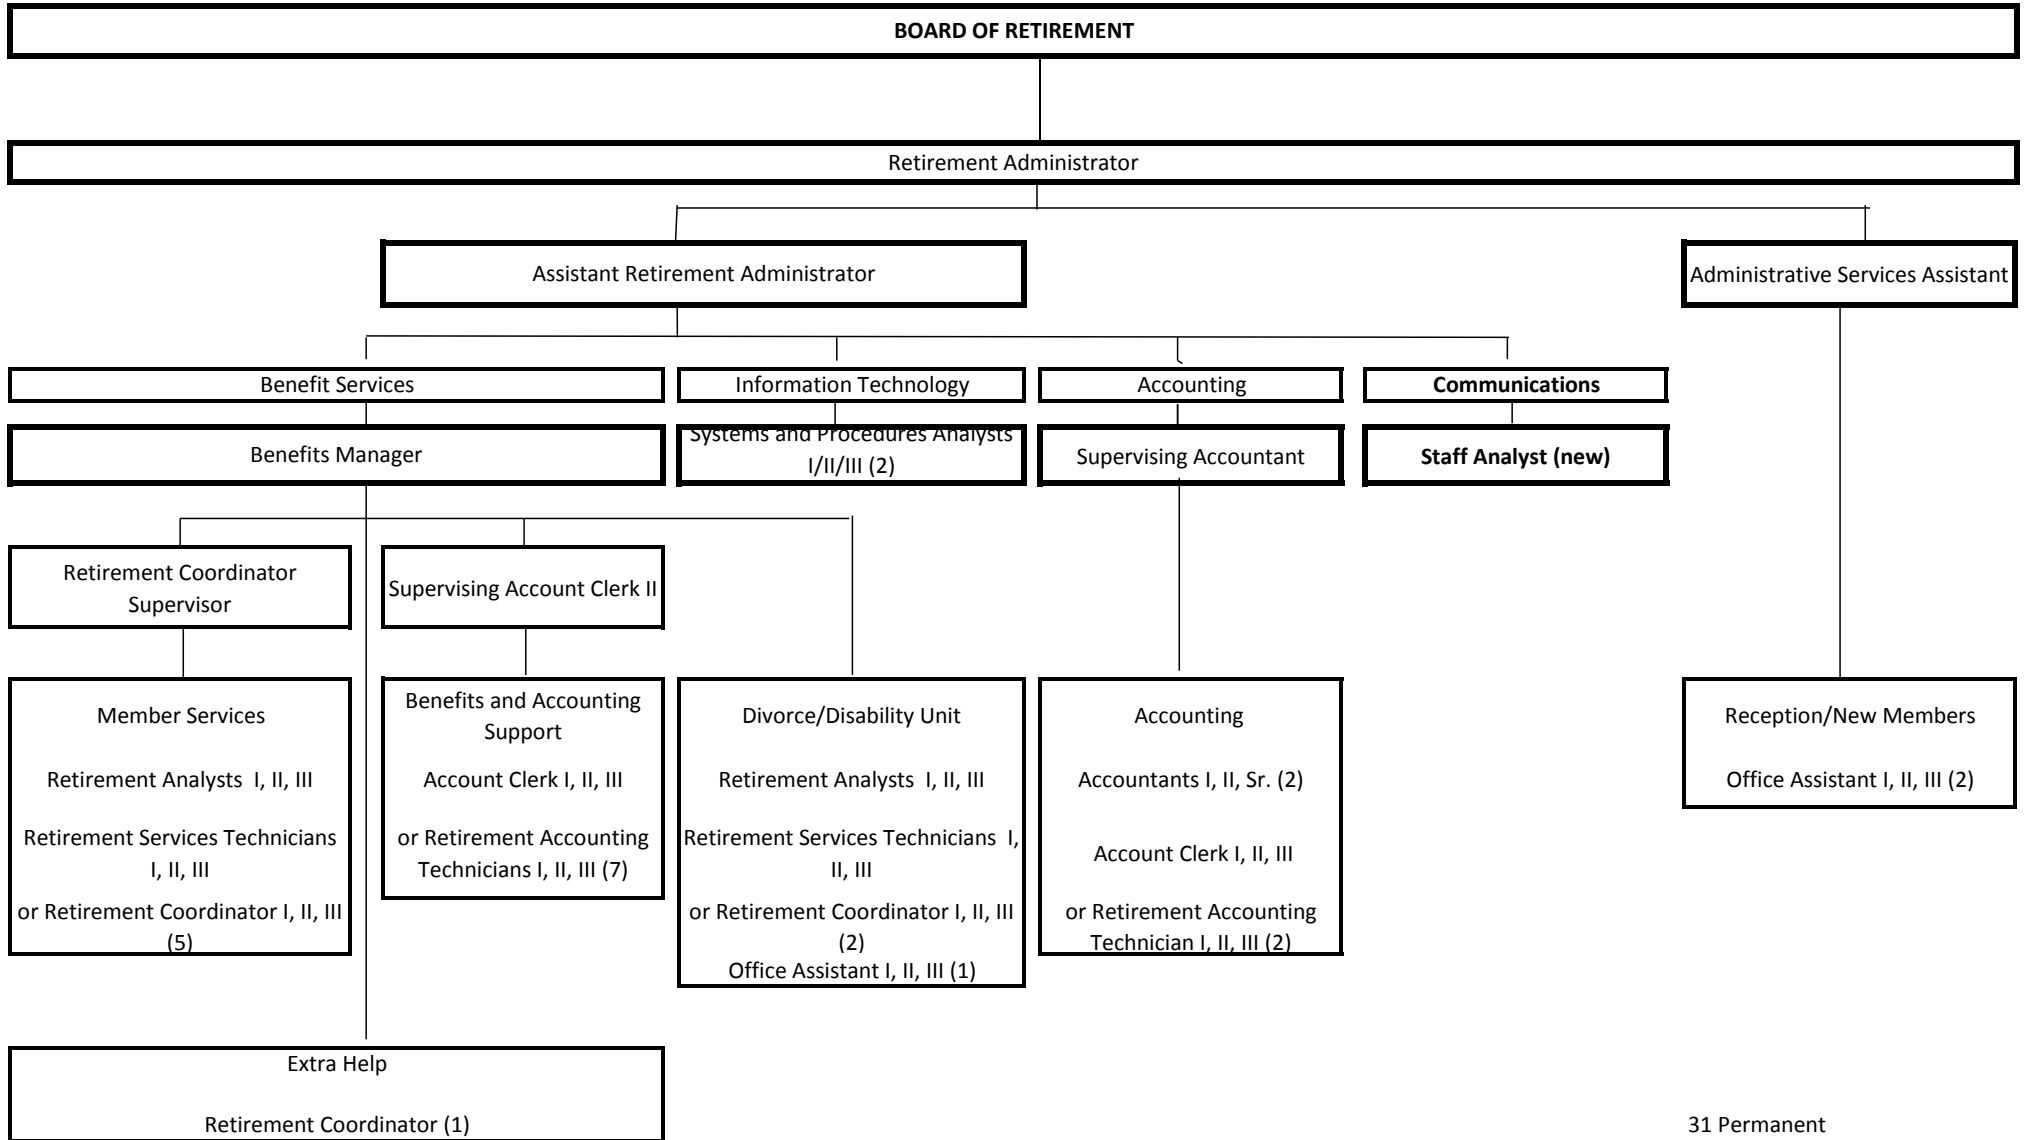 BOARD OF RETIREMENT
Retirement Administrator
Assistant Retirement Administrator
Administrative Services Assistant
Benefit Services
Information Technology
Accounting
Communications
Benefits Manager
Systems and Procedures Analysts
I/II/III (2)
Supervising Accountant
Staff Analyst (new)
Retirement Coordinator
Supervisor
Supervising Account Clerk II
Member Services
Retirement Analysts  I, II, III
Retirement Services Technicians
I, II, III
or Retirement Coordinator I, II, III
(5)
Benefits and Accounting
Support
Account Clerk I, II, III
or Retirement Accounting
Technicians I, II, III (7)
Divorce/Disability Unit
Retirement Analysts  I, II, III
Retirement Services Technicians  I,
II, III
or Retirement Coordinator I, II, III
(2)
Office Assistant I, II, III (1)
Accounting
Accountants I, II, Sr. (2)
Account Clerk I, II, III
or Retirement Accounting
Technician I, II, III (2)
Reception/New Members
Office Assistant I, II, III (2)
Extra Help
Retirement Coordinator (1)
31 Permanent